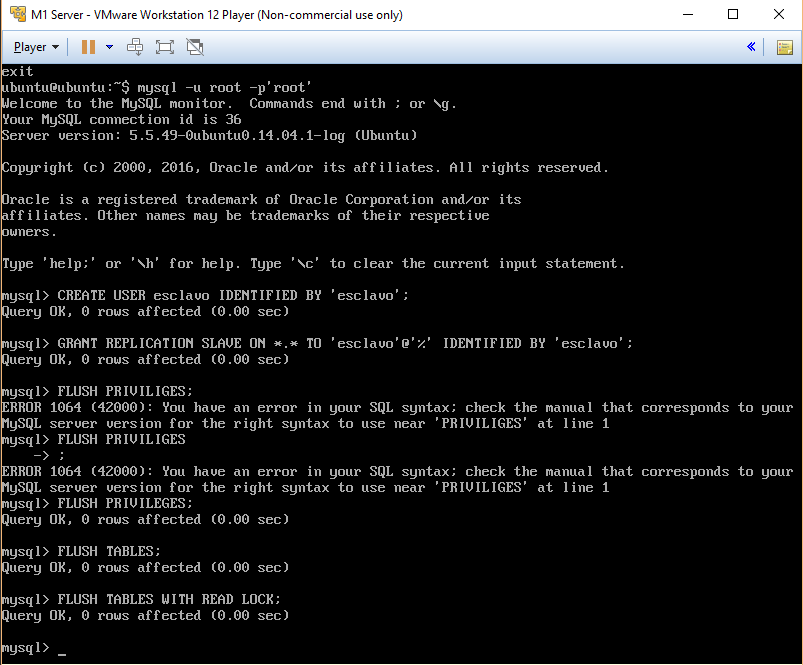 M1 Server - VMware Workstation 12 Player (Non-commercial use only)
Player
exit
ubuntu@ubuntu:~$ mysql -u root -p'root'
Welcome to the MySQL monitor.  Commands end with ; or \g.
Your MySQL connection id is 36
Server version: 5.5.49-0ubuntu0.14.04.1-log (Ubuntu)
Copyright (c) 2000, 2016, Oracle and/or its affiliates. All rights reserved.
Oracle is a registered trademark of Oracle Corporation and/or its
affiliates. Other names may be trademarks of their respective
owners.
Type 'help;' or '\h' for help. Type '\c' to clear the current input statement.
mysql> CREATE USER esclavo IDENTIFIED BY 'esclavo';
Query OK, 0 rows affected (0.00 sec)
mysql> GRANT REPLICATION SLAVE ON *.* TO 'esclavo'@'%' IDENTIFIED BY 'esclavo';
Query OK, 0 rows affected (0.00 sec)
mysql> FLUSH PRIVILIGES;
ERROR 1064 (42000): You have an error in your SQL syntax; check the manual that corresponds to your
MySQL server version for the right syntax to use near 'PRIVILIGES' at line 1
mysql> FLUSH PRIVILIGES
    -> ;
ERROR 1064 (42000): You have an error in your SQL syntax; check the manual that corresponds to your
MySQL server version for the right syntax to use near 'PRIVILIGES' at line 1
mysql> FLUSH PRIVILEGES;
Query OK, 0 rows affected (0.00 sec)
mysql> FLUSH TABLES;
Query OK, 0 rows affected (0.00 sec)
mysql> FLUSH TABLES WITH READ LOCK;
Query OK, 0 rows affected (0.00 sec)
mysql> _